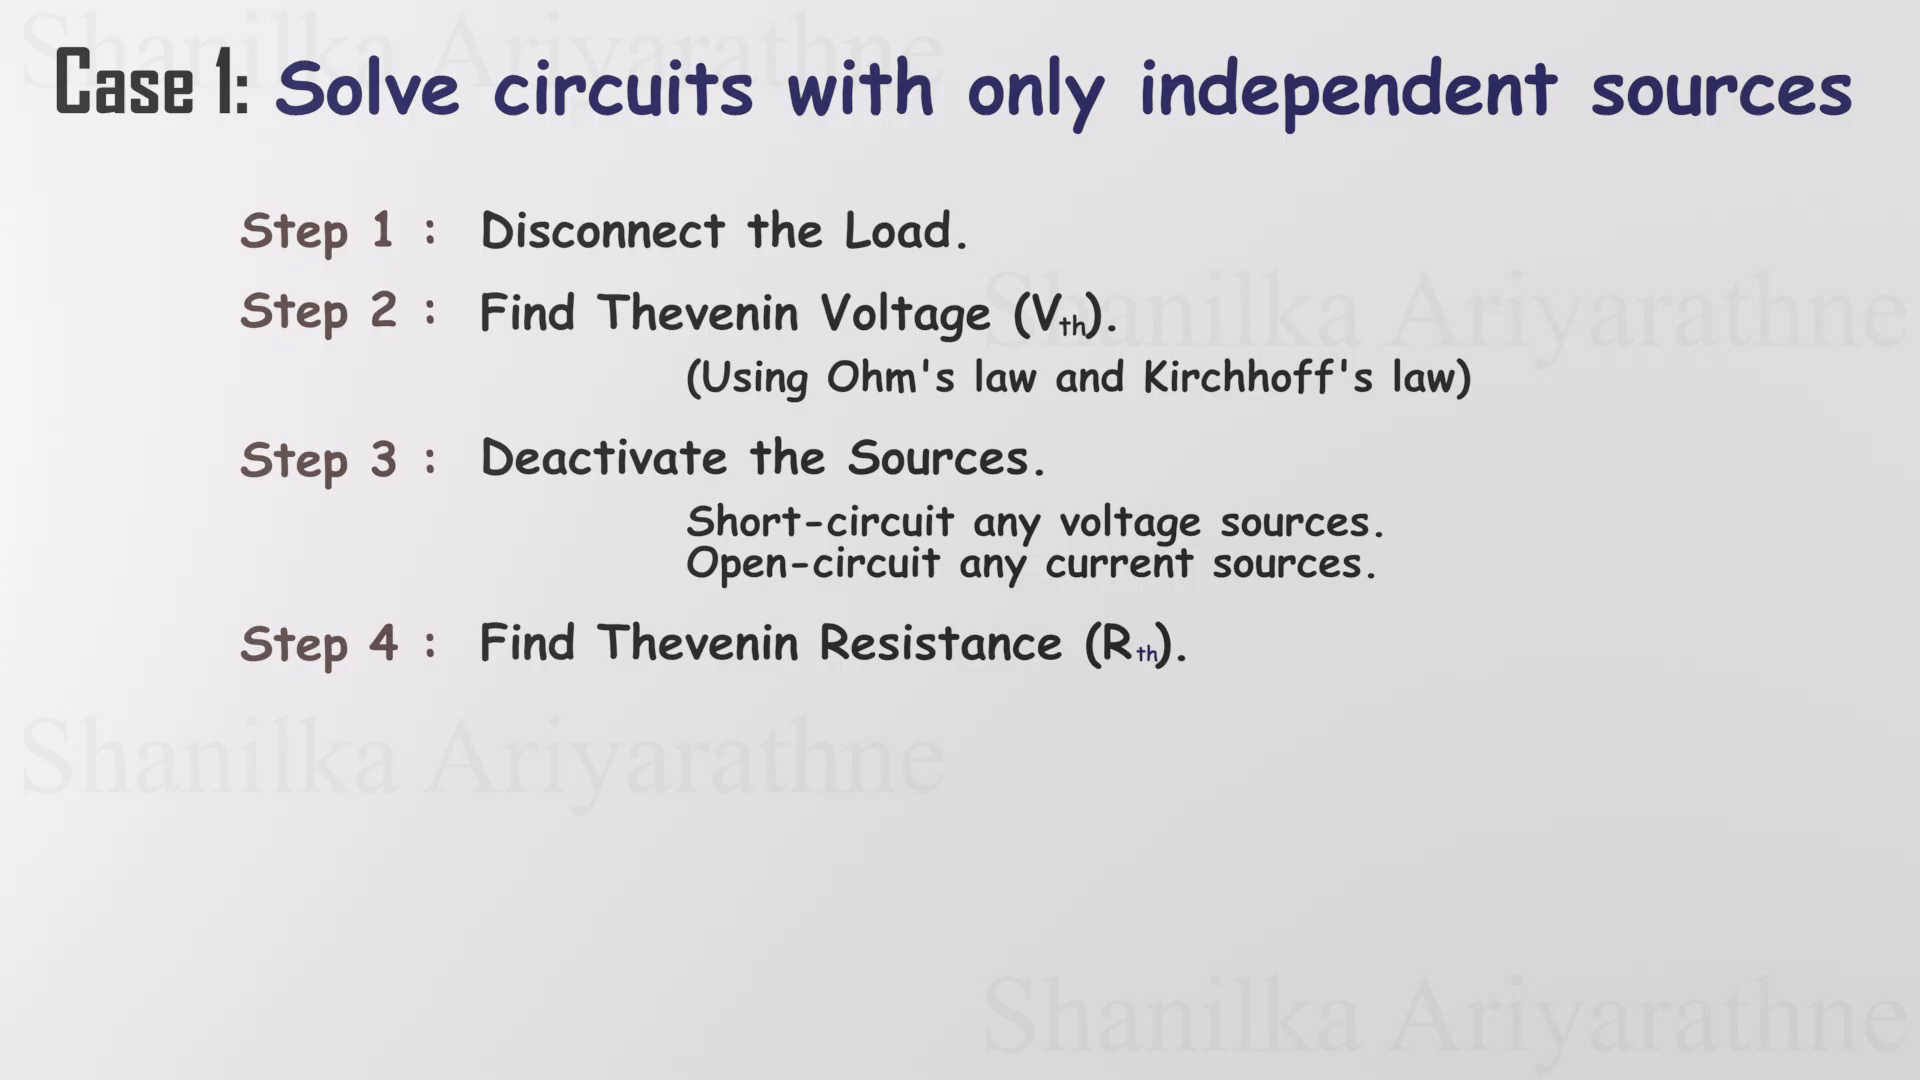 Shanilka Ariyarathne
Case 1: Solve circuits with only independent sources
Step 1 : Disconnect the Load.
Step 2 : Find Thevenin Voltage (Vth).
Shanilka Ariyarathne
(Using Ohm's law and Kirchhoff's law)
Step 3 : Deactivate the Sources.
Short-circuit any voltage sources.
Open-circuit any current sources.
Step 4 : Find Thevenin Resistance (Rth).
Shanilka Ariyarathne
Shanilka Ariyarathne